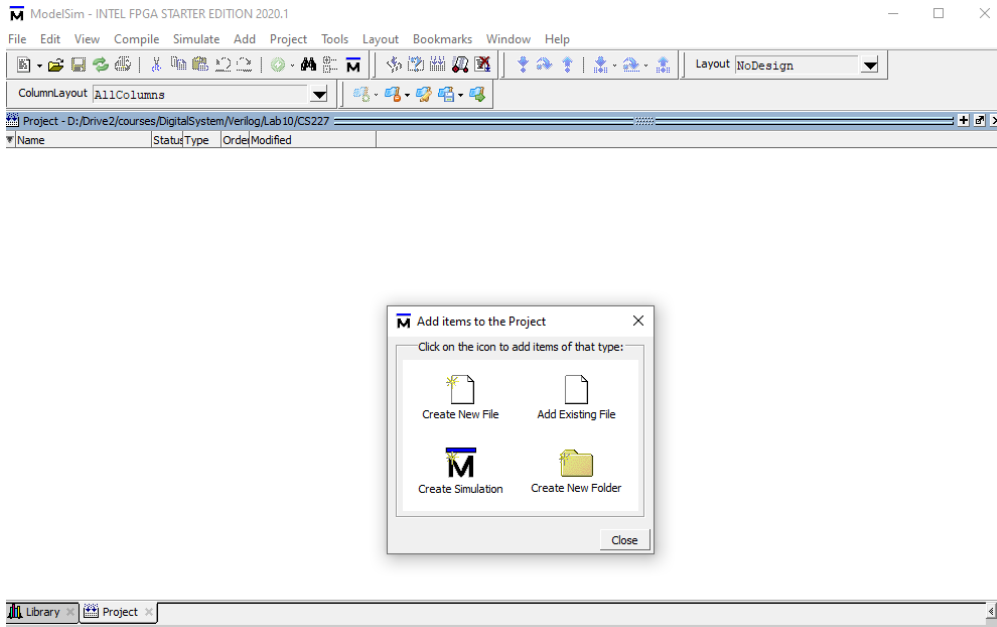 ModelSim - INTEL FPGA STARTER EDITION 2020.1
File Edit View Compile Simulate Add Project Tools Layout Bookmarks Window Help
Layout NoDesign
ColumnLayout AllColumns
Project - D:/Drive2/courses/DigitalSystem/Verilog/Lab10/CS227
Name Status Type Order Modified
Add items to the Project
Click on the icon to add items of that type:
Create New File Add Existing File
Create Simulation Create New Folder
Close
Library Project